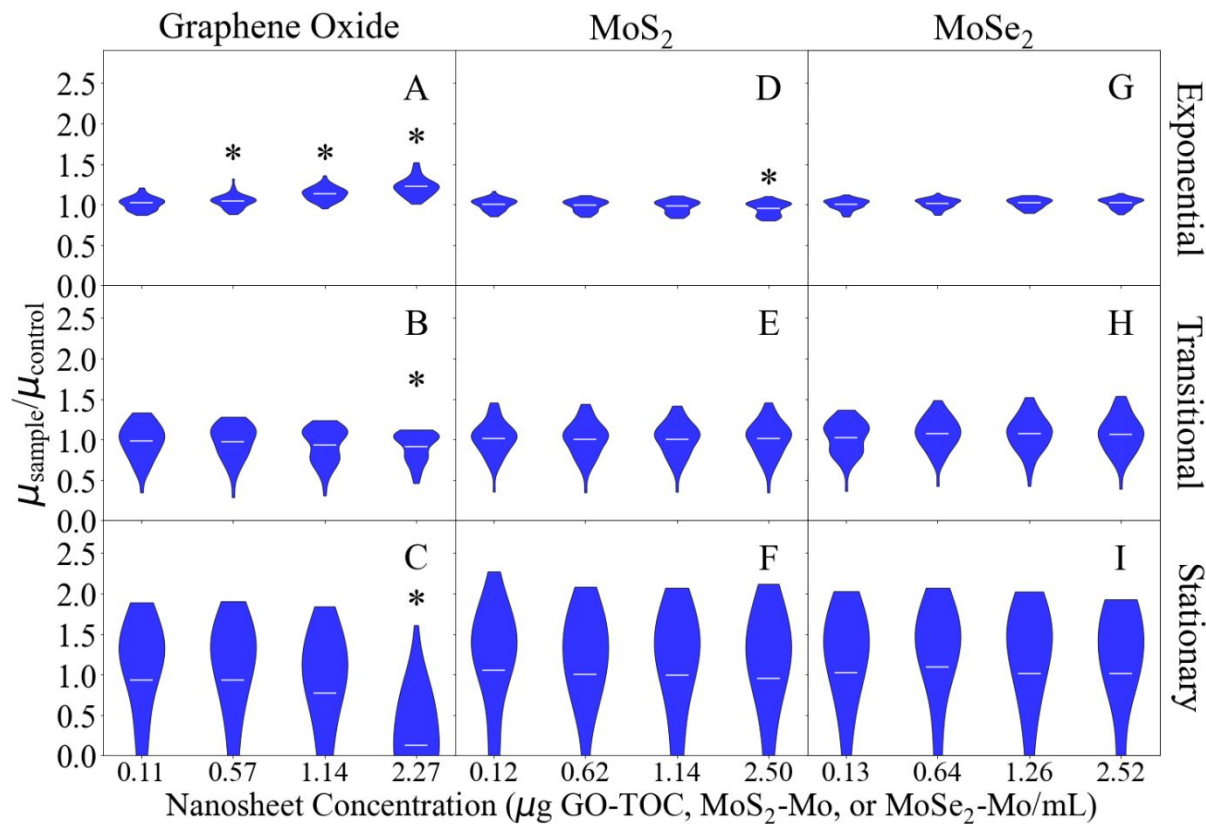 Graphene Oxide MoS₂ MoSe₂
2.5 A D G
2.0 *
1.5 * * *
1.0
0.5
0.0
Exponential
2.5 B E H
2.0 *
1.5
1.0
0.5
0.0
Transitional
2.5 C F I
2.0 *
1.5
1.0
0.5
0.0
Stationary
μsample/μcontrol
0.11 0.57 1.14 2.27 0.12 0.62 1.14 2.50 0.13 0.64 1.26 2.52
Nanosheet Concentration (μg GO-TOC, MoS₂-Mo, or MoSe₂-Mo/mL)